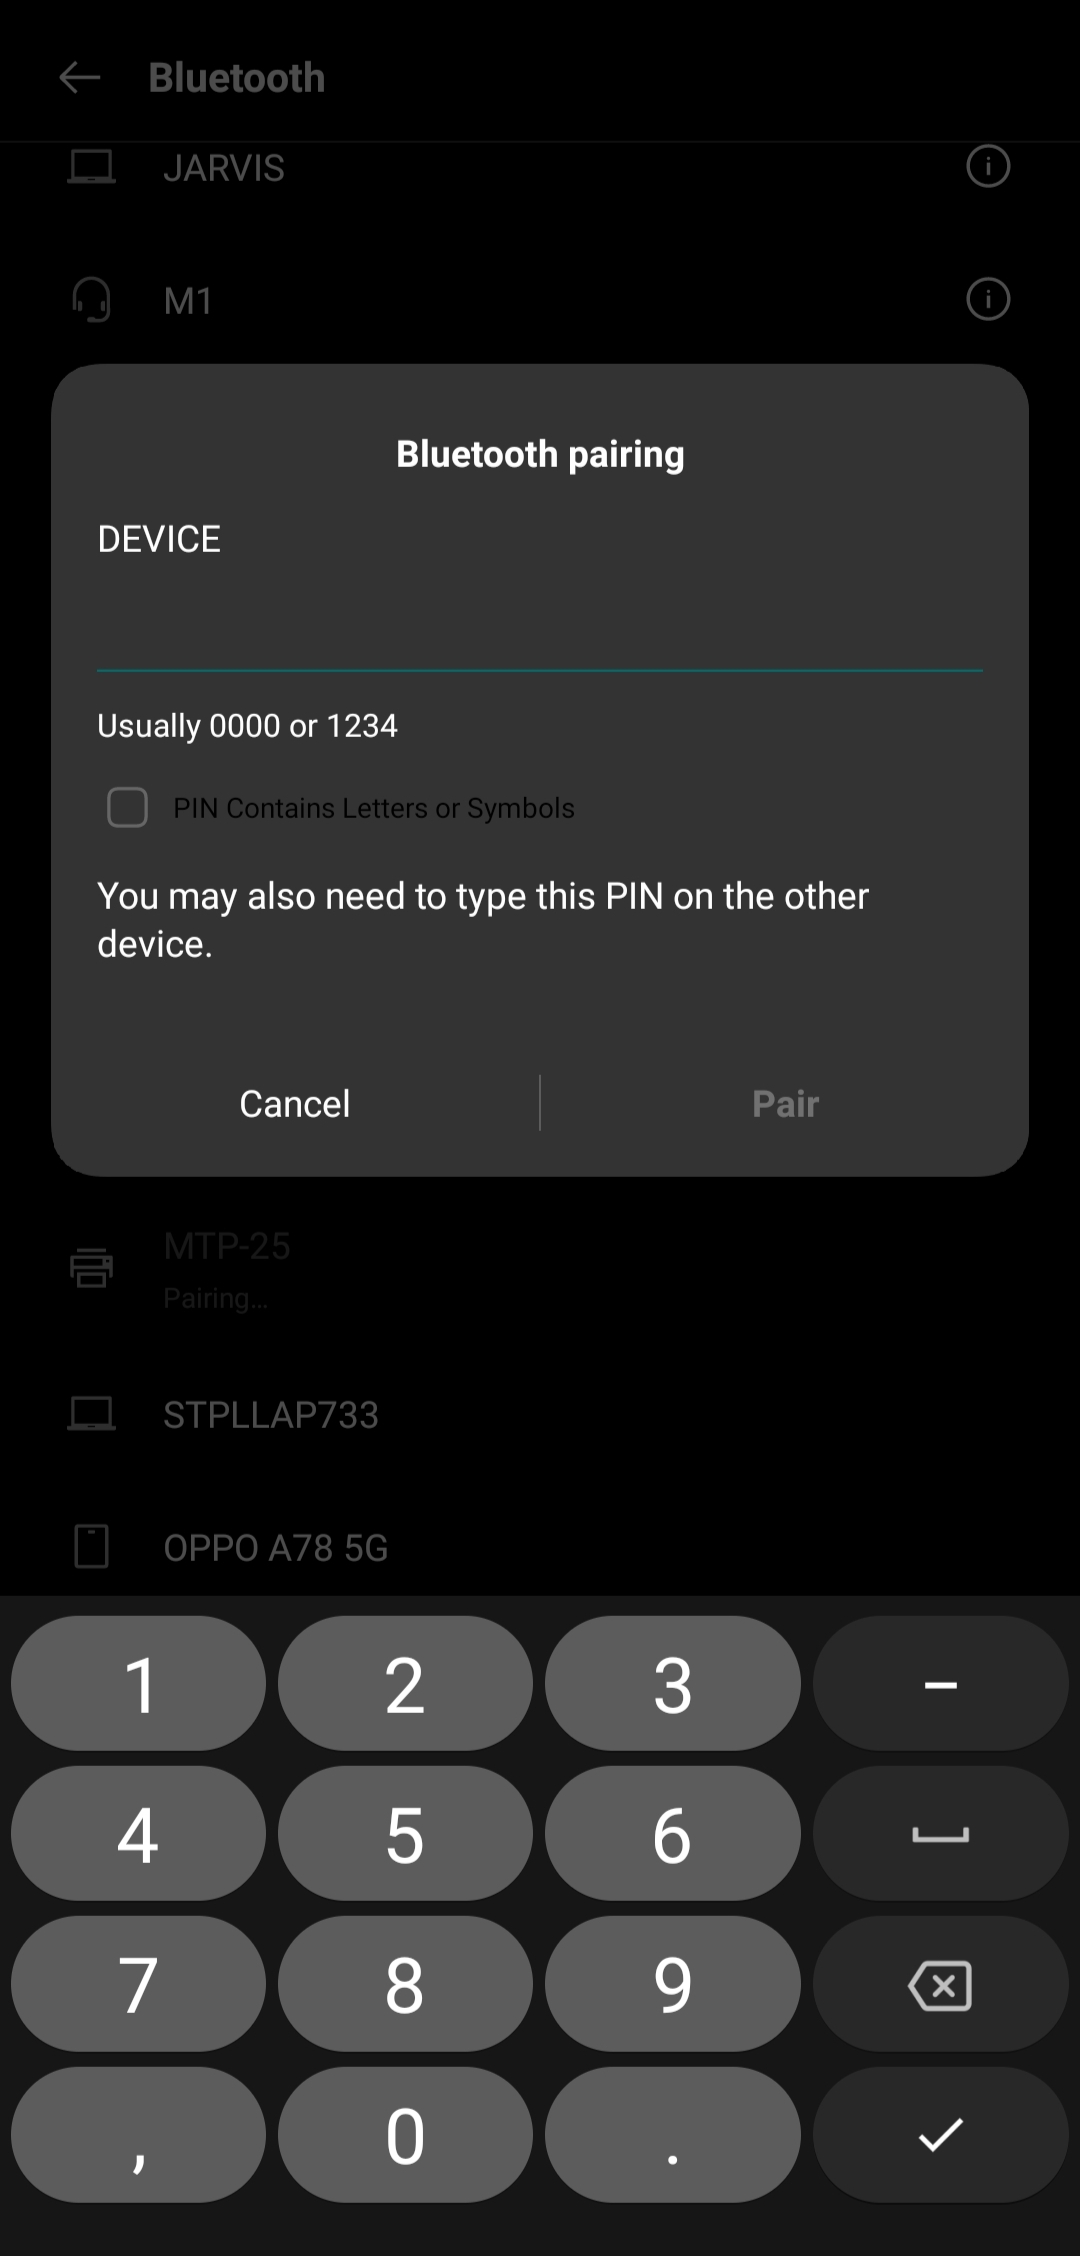 Bluetooth
JARVIS
M1
Bluetooth pairing
DEVICE
Usually 0000 or 1234
PIN Contains Letters or Symbols
You may also need to type this PIN on the other
device.
Cancel
Pair
MTP-25
Pairing...
STPLLAP733
OPPO A78 5G
1 2 3 –
4 5 6
7 8 9
, 0 .